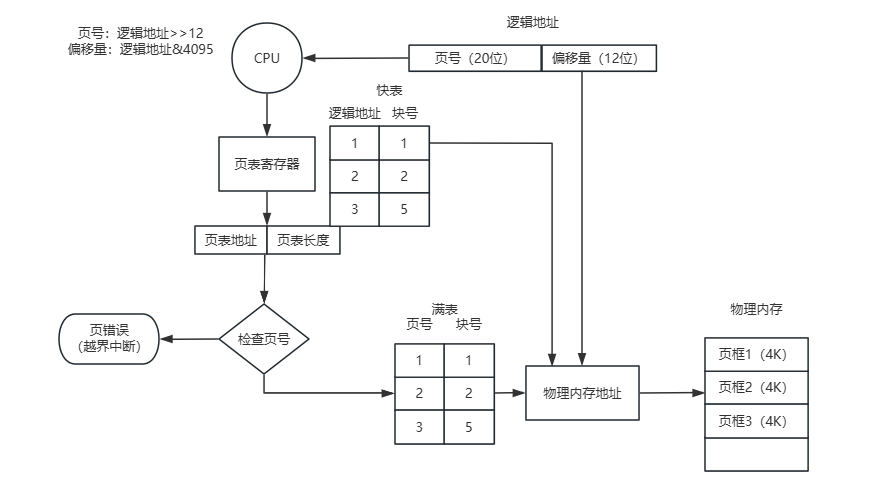 页号：逻辑地址>>12
偏移量：逻辑地址&4095
CPU
逻辑地址
页号（20位） 偏移量（12位）
快表
逻辑地址 块号
1 1
2 2
3 5
页表寄存器
页表地址 页表长度
检查页号
页错误
（越界中断）
满表
页号 块号
1 1
2 2
3 5
物理内存地址
物理内存
页框1（4K）
页框2（4K）
页框3（4K）